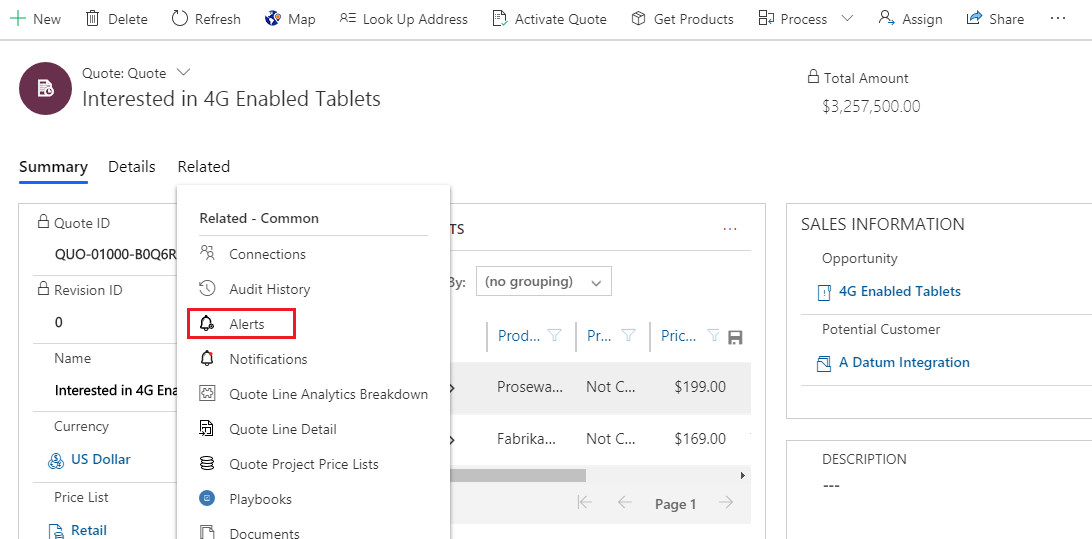 New Delete Refresh Map Look Up Address Activate Quote Get Products Process Assign Share ...
Quote: Quote
Interested in 4G Enabled Tablets
Total Amount
$3,257,500.00
Summary Details Related
Quote ID
QUO-01000-B0Q6R
Revision ID
0
Name
Interested in 4G Ena
Currency
US Dollar
Price List
Retail
Related - Common
Connections
Audit History
Alerts
Notifications
Quote Line Analytics Breakdown
Quote Line Detail
Quote Project Price Lists
Playbooks
Documents
TS ...
By: (no grouping)
Prod... Pr... Pric...
Prosewa... Not C... $199.00
Fabrika... Not C... $169.00
Page 1
SALES INFORMATION
Opportunity
4G Enabled Tablets
Potential Customer
A Datum Integration
DESCRIPTION
---